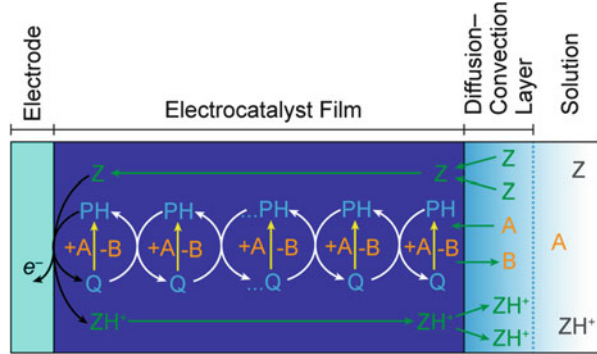 Electrode
Electrocatalyst Film
Diffusion–
Convection
Layer
Solution
Z
Z
Z
Z
Z
PH
PH
...PH
PH
PH
A
+A
-B
+A
-B
+A
-B
+A
-B
+A
-B
A
e⁻
B
Q
Q
...Q
Q
Q
ZH⁺
ZH⁺
ZH⁺
ZH⁺
ZH⁺